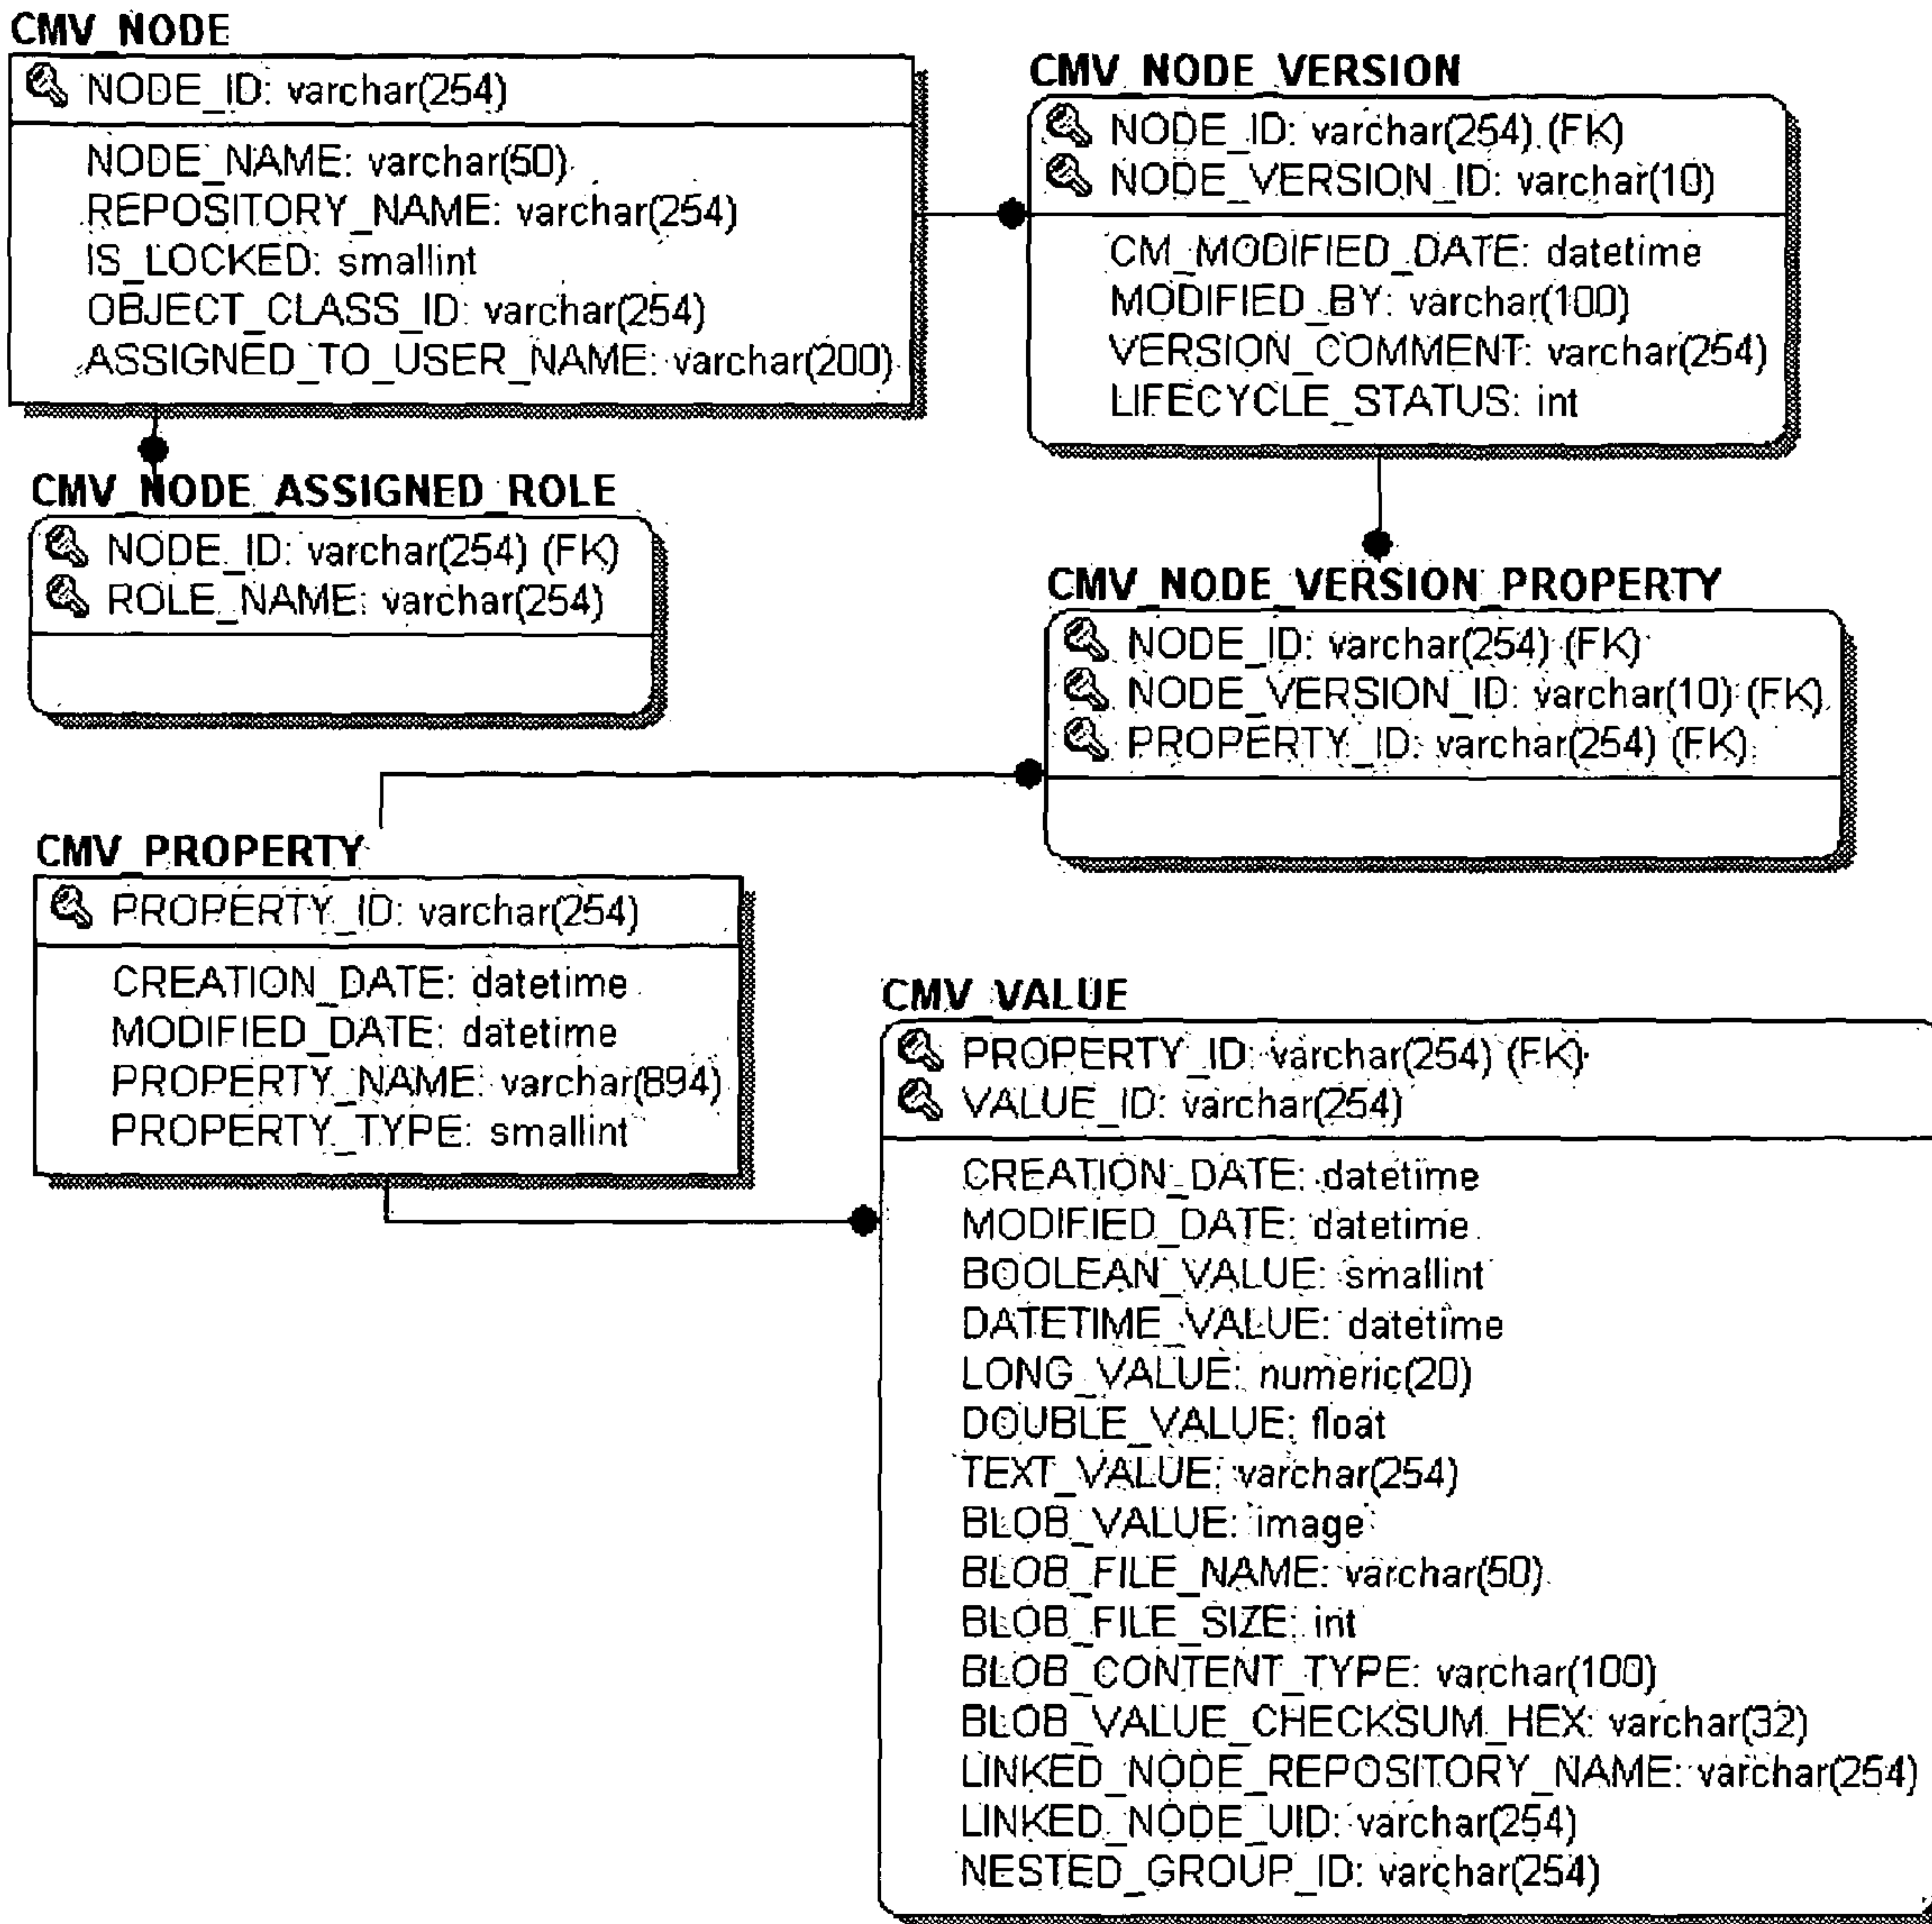 CMV_NODE
NODE_ID: varchar(254)
NODE_NAME: varchar(50)
REPOSITORY_NAME: varchar(254)
IS_LOCKED: smallint
OBJECT_CLASS_ID: varchar(254)
ASSIGNED_TO_USER_NAME: varchar(200)
CMV_NODE_VERSION
NODE_ID: varchar(254) (FK)
NODE_VERSION_ID: varchar(10)
CM_MODIFIED_DATE: datetime
MODIFIED_BY: varchar(100)
VERSION_COMMENT: varchar(254)
LIFECYCLE_STATUS: int
CMV_NODE_ASSIGNED_ROLE
NODE_ID: varchar(254) (FK)
ROLE_NAME: varchar(254)
CMV_NODE_VERSION_PROPERTY
NODE_ID: varchar(254) (FK)
NODE_VERSION_ID: varchar(10) (FK)
PROPERTY_ID: varchar(254) (FK)
CMV_PROPERTY
PROPERTY_ID: varchar(254)
CREATION_DATE: datetime
MODIFIED_DATE: datetime
PROPERTY_NAME: varchar(894)
PROPERTY_TYPE: smallint
CMV_VALUE
PROPERTY_ID: varchar(254) (FK)
VALUE_ID: varchar(254)
CREATION_DATE: datetime
MODIFIED_DATE: datetime
BOOLEAN_VALUE: smallint
DATETIME_VALUE: datetime
LONG_VALUE: numeric(20)
DOUBLE_VALUE: float
TEXT_VALUE: varchar(254)
BLOB_VALUE: image
BLOB_FILE_NAME: varchar(50)
BLOB_FILE_SIZE: int
BLOB_CONTENT_TYPE: varchar(100)
BLOB_VALUE_CHECKSUM_HEX: varchar(32)
LINKED_NODE_REPOSITORY_NAME: varchar(254)
LINKED_NODE_UID: varchar(254)
NESTED_GROUP_ID: varchar(254)